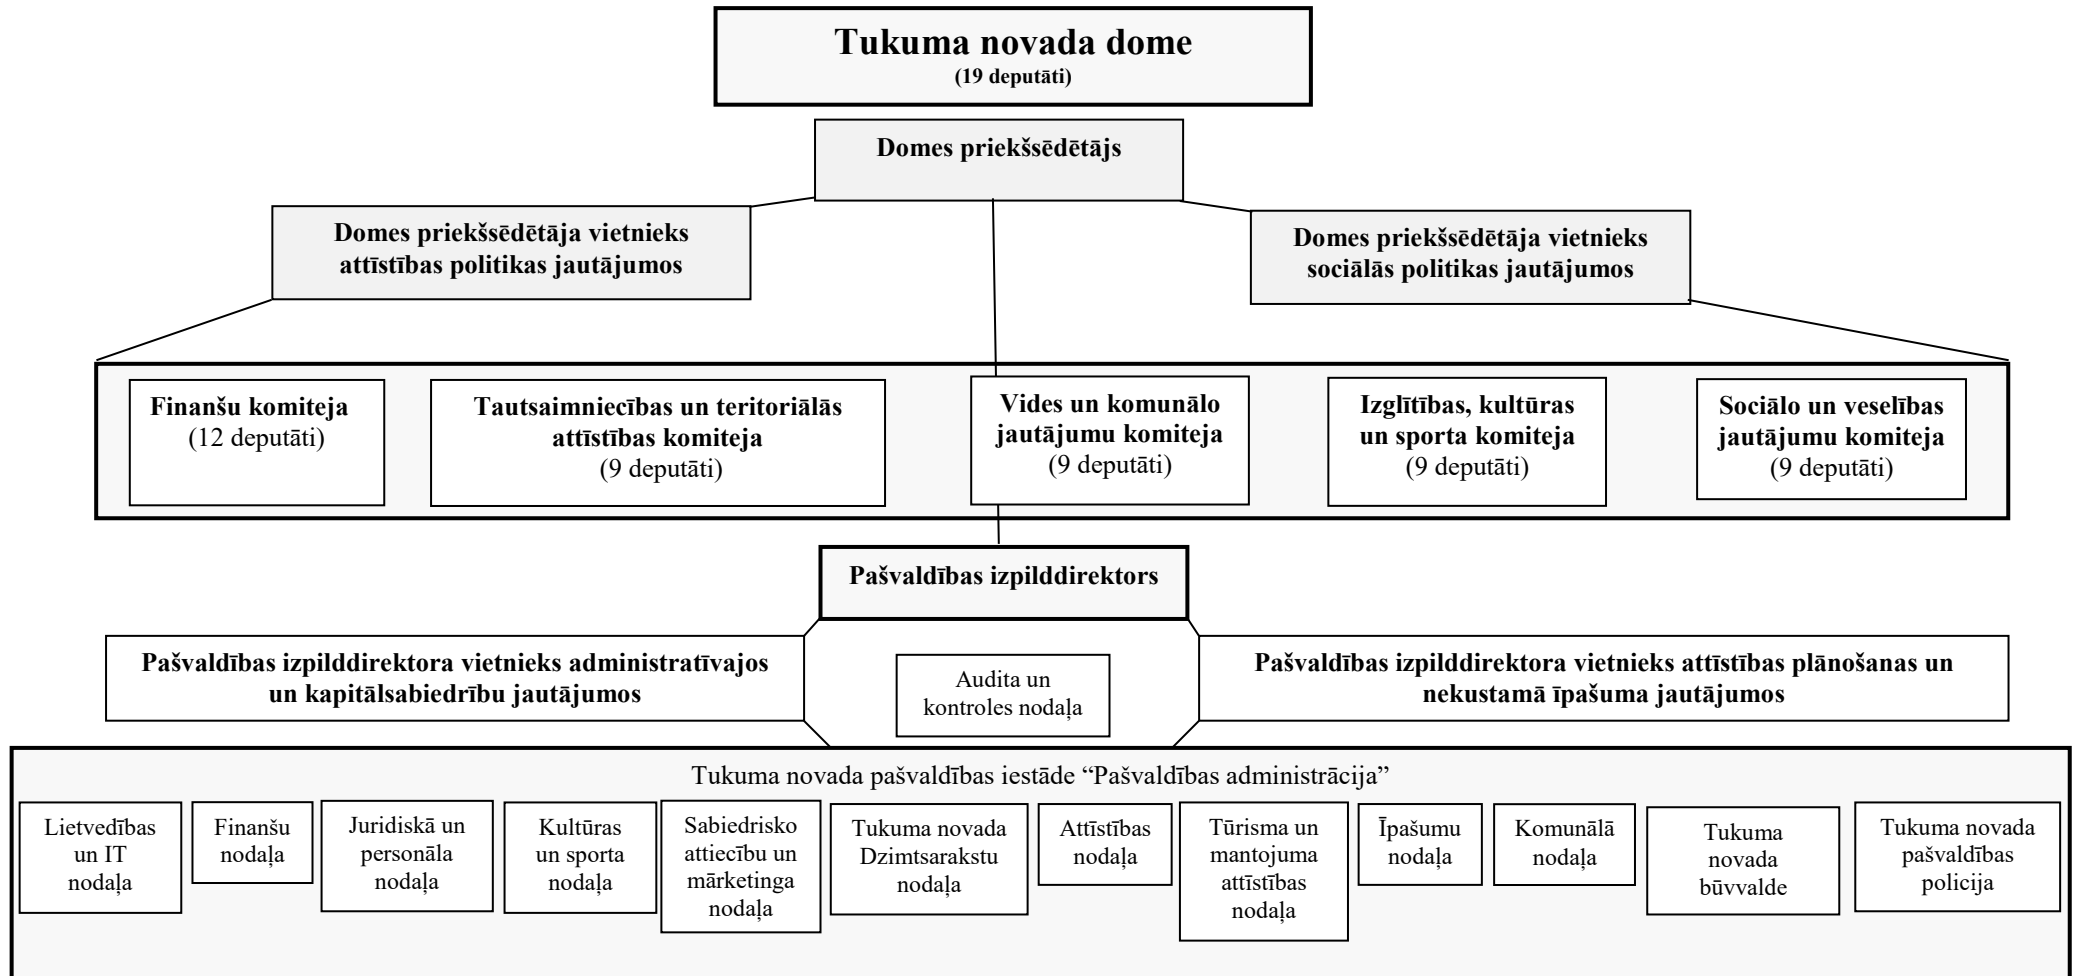 Tukuma novada dome
(19 deputāti)
Domes priekšsēdētājs
Domes priekšsēdētāja vietnieks
attīstības politikas jautājumos
Domes priekšsēdētāja vietnieks
sociālās politikas jautājumos
Finanšu komiteja
(12 deputāti)
Tautsaimniecības un teritoriālās
attīstības komiteja
(9 deputāti)
Vides un komunālo
jautājumu komiteja
(9 deputāti)
Izglītības, kultūras
un sporta komiteja
(9 deputāti)
Sociālo un veselības
jautājumu komiteja
(9 deputāti)
Pašvaldības izpilddirektors
Pašvaldības izpilddirektora vietnieks administratīvajos
un kapitālsabiedrību jautājumos
Audita un
kontroles nodaļa
Pašvaldības izpilddirektora vietnieks attīstības plānošanas un
nekustamā īpašuma jautājumos
Tukuma novada pašvaldības iestāde “Pašvaldības administrācija”
Lietvedības
un IT
nodaļa
Finanšu
nodaļa
Juridiskā un
personāla
nodaļa
Kultūras
un sporta
nodaļa
Sabiedrisko
attiecību un
mārketinga
nodaļa
Tukuma novada
Dzimtsarakstu
nodaļa
Attīstības
nodaļa
Tūrisma un
mantojuma
attīstības
nodaļa
Īpašumu
nodaļa
Komunālā
nodaļa
Tukuma
novada
būvvalde
Tukuma novada
pašvaldības
policija